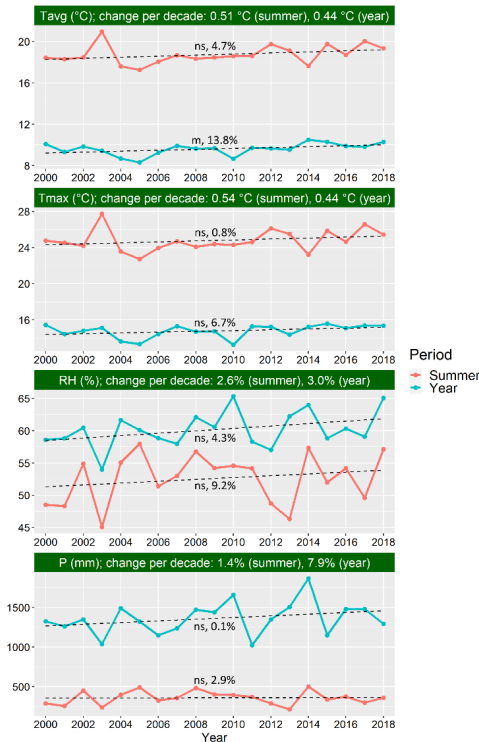 Tavg (°C); change per decade: 0.51 °C (summer), 0.44 °C (year)
20
ns, 4.7%
16
12
m, 13.8%
8
2000 2002 2004 2006 2008 2010 2012 2014 2016 2018
Tmax (°C); change per decade: 0.54 °C (summer), 0.44 °C (year)
28
ns, 0.8%
24
20
ns, 6.7%
16
2000 2002 2004 2006 2008 2010 2012 2014 2016 2018
Period
Summer
Year
RH (%); change per decade: 2.6% (summer), 3.0% (year)
65
60
ns, 4.3%
55
50
ns, 9.2%
45
2000 2002 2004 2006 2008 2010 2012 2014 2016 2018
P (mm); change per decade: 1.4% (summer), 7.9% (year)
1500
ns, 0.1%
1000
ns, 2.9%
500
2000 2002 2004 2006 2008 2010 2012 2014 2016 2018
Year